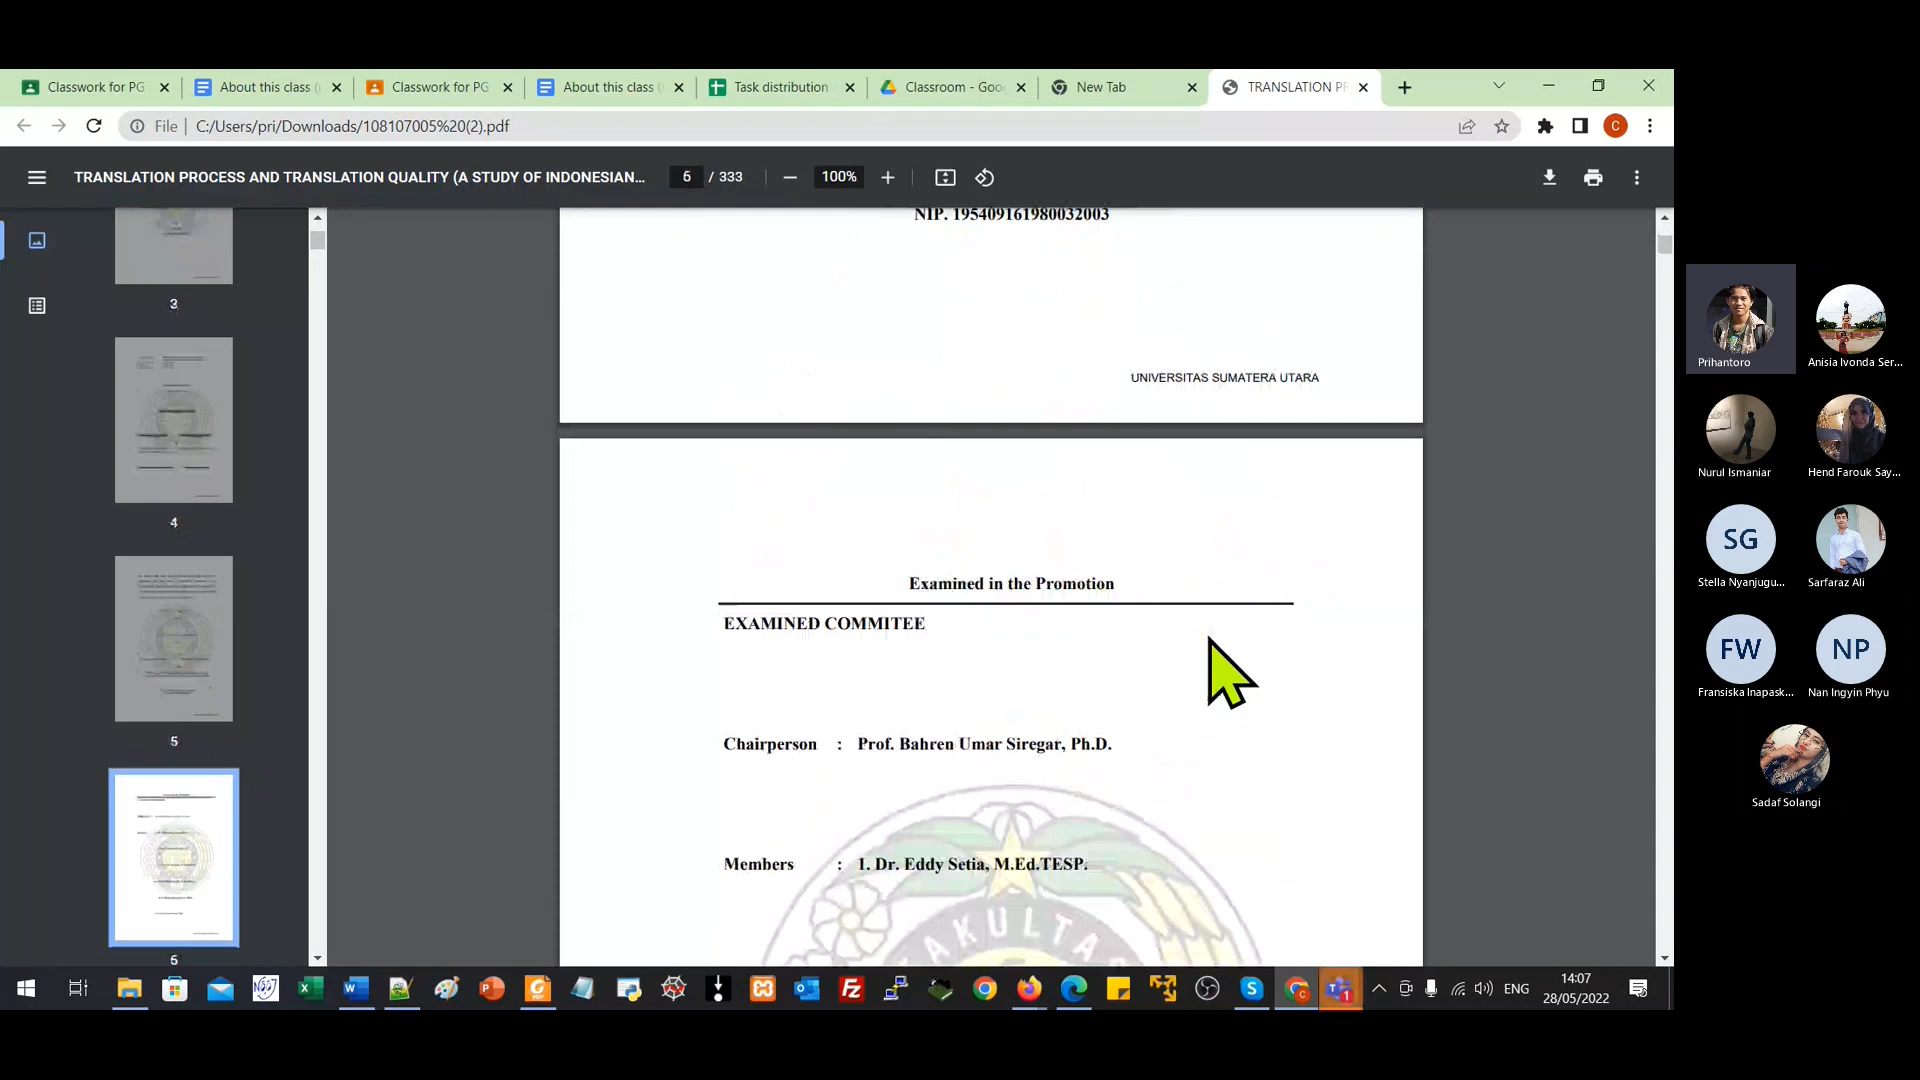 Classwork for PG
About this class (
Classwork for PG
About this class (
Task distribution
Classroom - Goo
New Tab
TRANSLATION PR
File
C:/Users/pri/Downloads/108107005%20(2).pdf
C
TRANSLATION PROCESS AND TRANSLATION QUALITY (A STUDY OF INDONESIAN...
6 / 333
100%
3
4
5
6
NIP. 195409161980032003
UNIVERSITAS SUMATERA UTARA
Examined in the Promotion
EXAMINED COMMITEE
Chairperson : Prof. Bahren Umar Siregar, Ph.D.
Members : 1. Dr. Eddy Setia, M.Ed.TESP.
FAKULTA
Prihantoro
Anisia Ivonda Ser...
Nurul Ismaniar
Hend Farouk Say...
SG
Stella Nyanjugu...
Sarfaraz Ali
FW
Fransiska Inapask...
NP
Nan Ingyin Phyu
Sadaf Solangi
ENG
14:07
28/05/2022